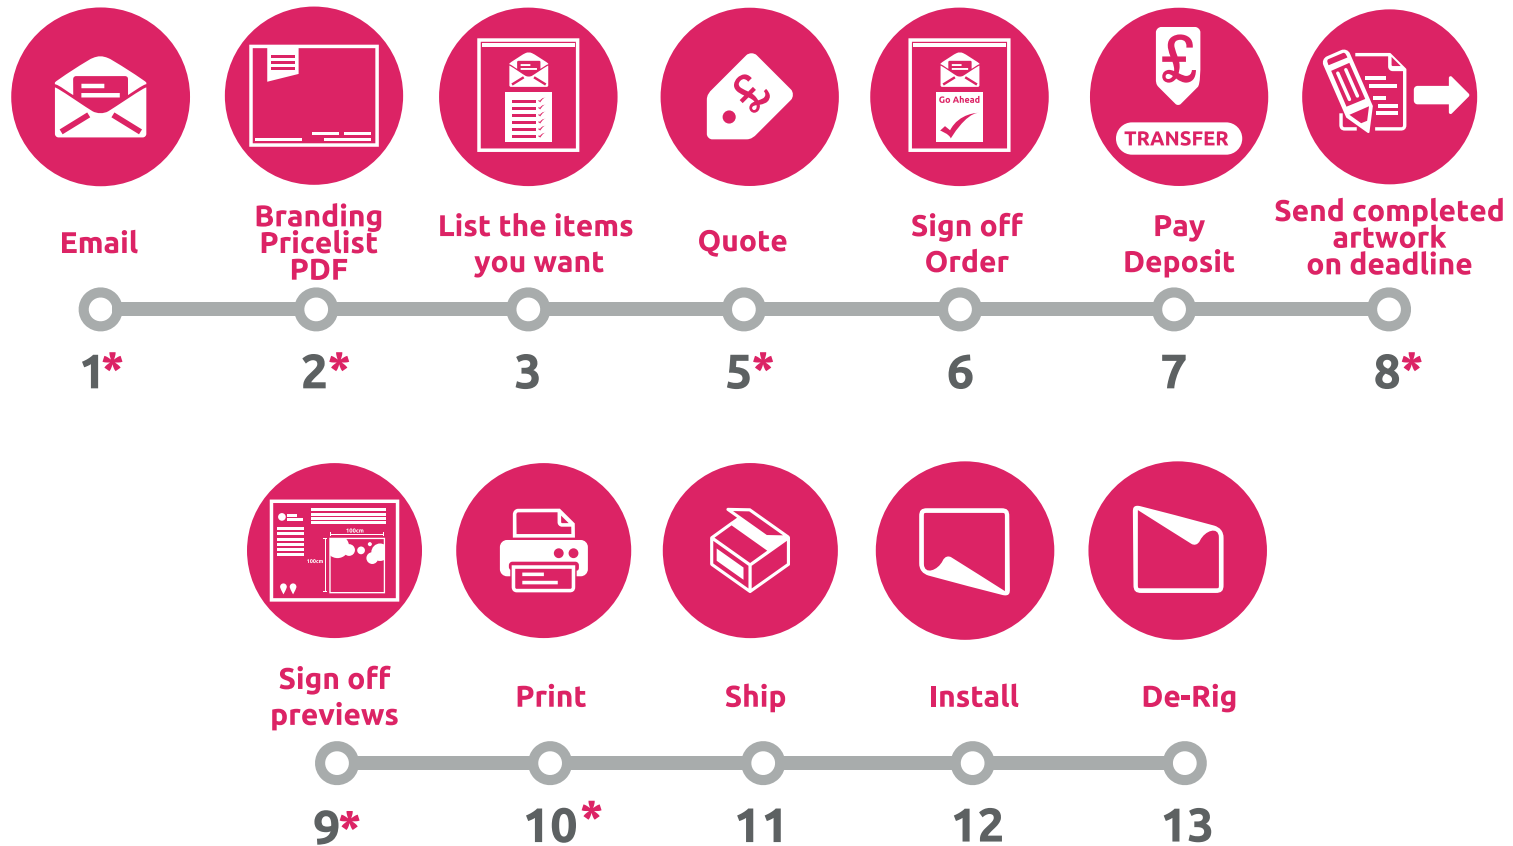 Go Ahead
TRANSFER
Email
Branding
Pricelist
PDF
List the items
you want
Quote
Sign off
Order
Pay
Deposit
Send completed
artwork
on deadline
1*
2*
3
5*
6
7
8*
100cm
100cm
Sign off
previews
Print
Ship
Install
De-Rig
9*
10*
11
12
13